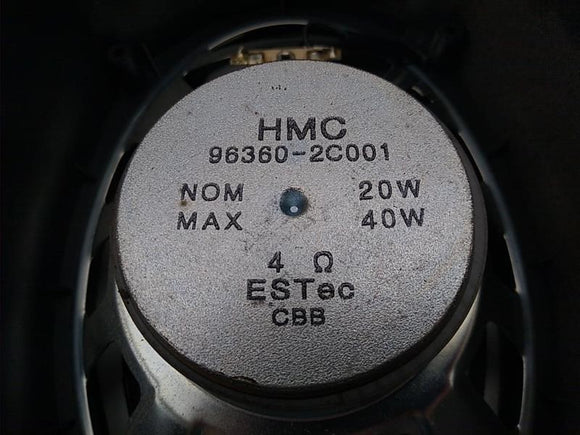 HMC
96360-2C001
NOM 20W
MAX 40W
4 Ω
ESTec
CBB